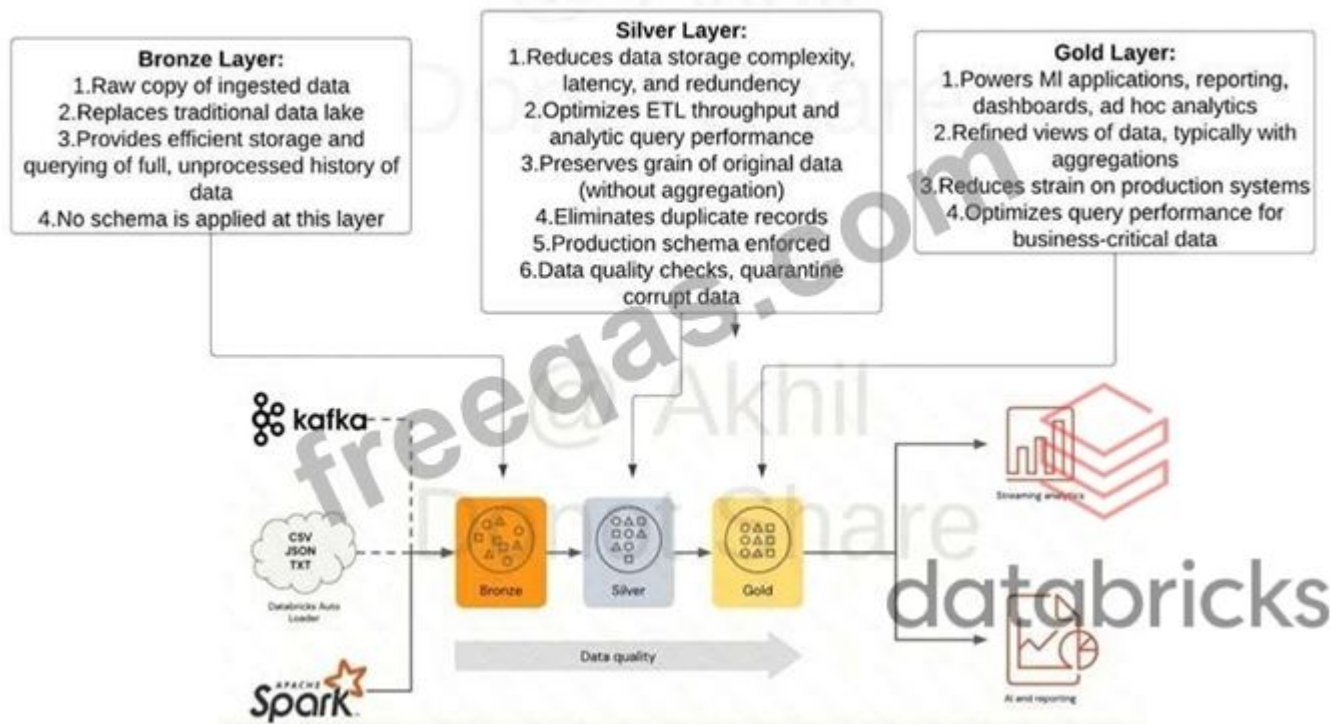 Bronze Layer:
1.Raw copy of ingested data
2.Replaces traditional data lake
3.Provides efficient storage and
querying of full, unprocessed history of
data
4.No schema is applied at this layer
Silver Layer:
1.Reduces data storage complexity,
latency, and redundency
2.Optimizes ETL throughput and
analytic query performance
3.Preserves grain of original data
(without aggregation)
4.Eliminates duplicate records
5.Production schema enforced
6.Data quality checks, quarantine
corrupt data
Gold Layer:
1.Powers Ml applications, reporting,
dashboards, ad hoc analytics
2.Refined views of data, typically with
aggregations
3.Reduces strain on production systems
4.Optimizes query performance for
business-critical data
freeqas.com
@ Akhil
Do not Share
kafka
CSV
JSON
TXT
Databricks Auto
Loader
APACHE
Spark
Bronze
Silver
Gold
Data quality
Streaming analytics
databricks
AI and reporting